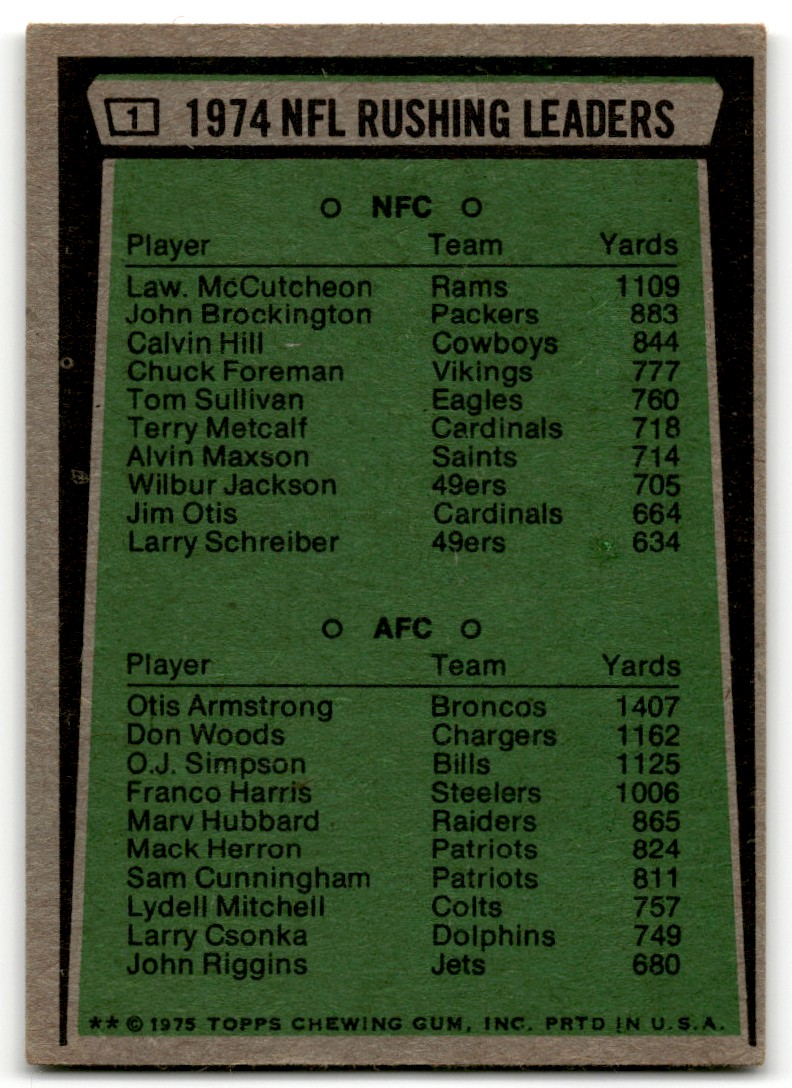 1 1974 NFL RUSHING LEADERS
NFC
Player Team Yards
Law. McCutcheon Rams 1109
John Brockington Packers 883
Calvin Hill Cowboys 844
Chuck Foreman Vikings 777
Tom Sullivan Eagles 760
Terry Metcalf Cardinals 718
Alvin Maxson Saints 714
Wilbur Jackson 49ers 705
Jim Otis Cardinals 664
Larry Schreiber 49ers 634
AFC
Player Team Yards
Otis Armstrong Broncos 1407
Don Woods Chargers 1162
O.J. Simpson Bills 1125
Franco Harris Steelers 1006
Marv Hubbard Raiders 865
Mack Herron Patriots 824
Sam Cunningham Patriots 811
Lydell Mitchell Colts 757
Larry Csonka Dolphins 749
John Riggins Jets 680
** © 1975 TOPPS CHEWING GUM, INC. PRTD IN U.S.A.